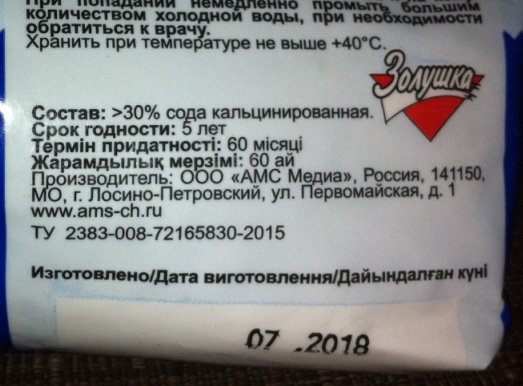 При попадании немедленно промыть большим
количеством холодной воды, при необходимости
обратиться к врачу.
Хранить при температуре не выше +40°С.
Золушка
Состав: >30% сода кальцинированная.
Срок годности: 5 лет
Термін придатності: 60 місяці
Жарамдылық мерзімі: 60 ай
Производитель: ООО «АМС Медиа», Россия, 141150,
МО, г. Лосино-Петровский, ул. Первомайская, д. 1
www.ams-ch.ru
ТУ 2383-008-72165830-2015
Изготовлено/Дата виготовлення/Дайындалған күні
07 .2018